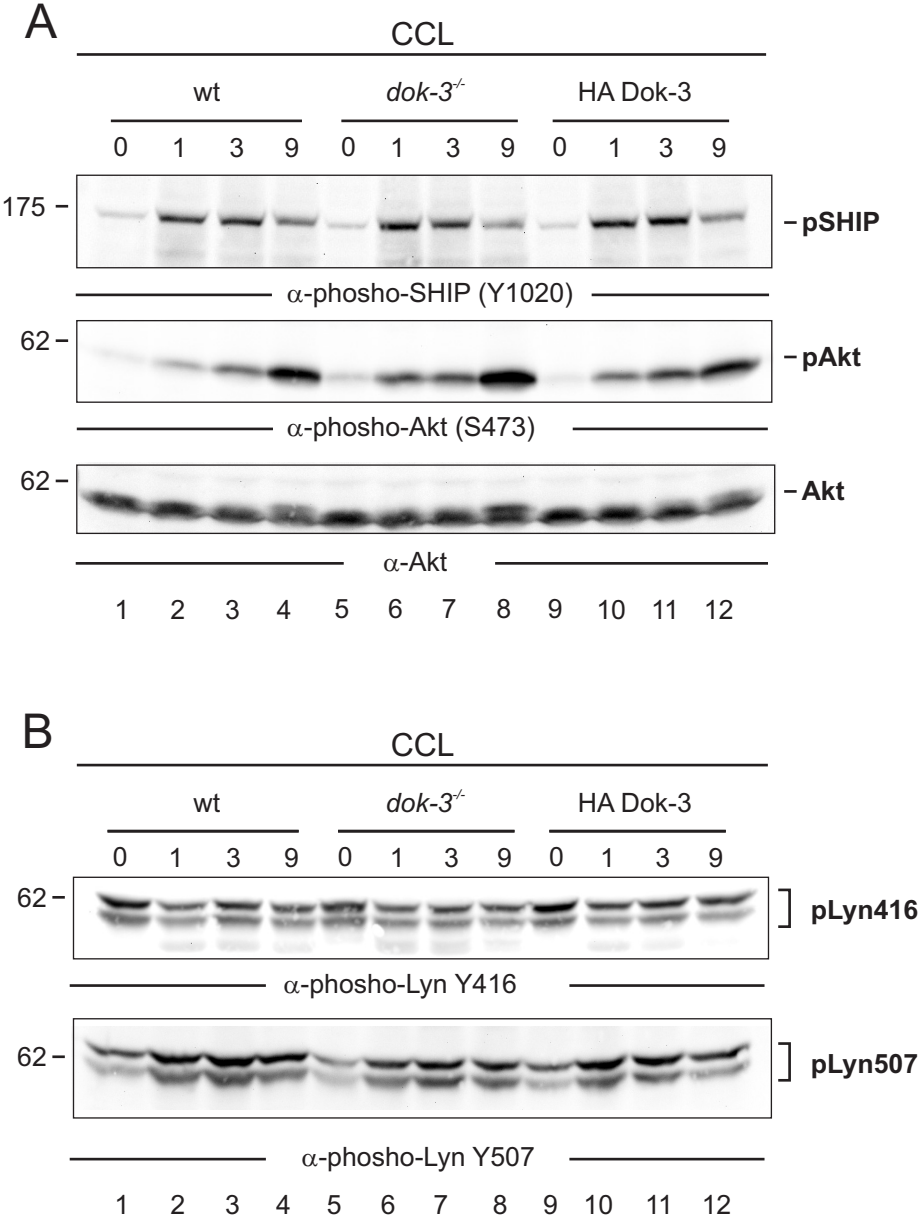 A
CCL
wt dok-3-/- HA Dok-3
0 1 3 9 0 1 3 9 0 1 3 9
175
pSHIP
α-phosho-SHIP (Y1020)
62
pAkt
α-phosho-Akt (S473)
62
Akt
α-Akt
1 2 3 4 5 6 7 8 9 10 11 12
B
CCL
wt dok-3-/- HA Dok-3
0 1 3 9 0 1 3 9 0 1 3 9
62
pLyn416
α-phosho-Lyn Y416
62
pLyn507
α-phosho-Lyn Y507
1 2 3 4 5 6 7 8 9 10 11 12